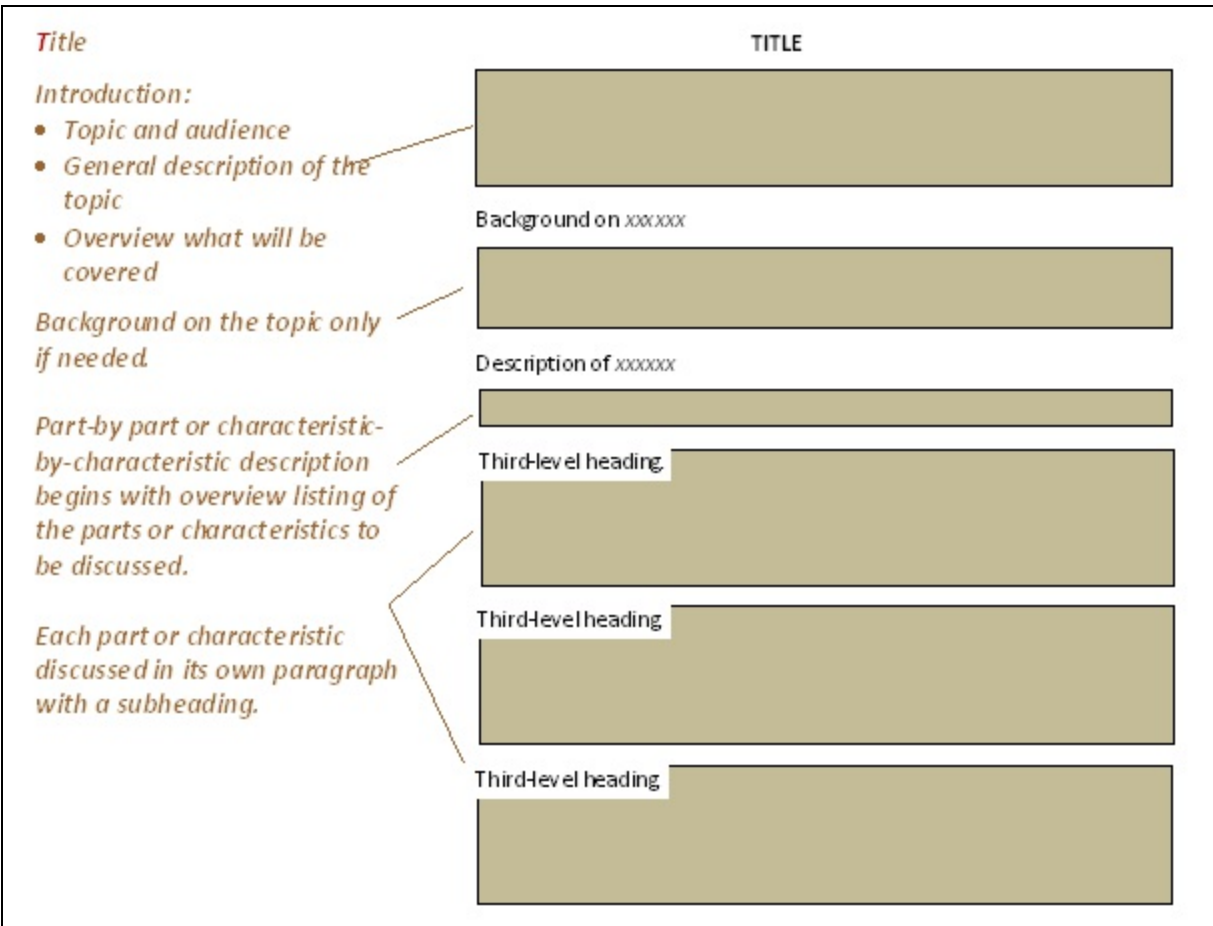 Title
Introduction:
• Topic and audience
• General description of the
topic
• Overview what will be
covered
Background on the topic only
if needed.
Part-by part or characteristic-
by-characteristic description
begins with overview listing of
the parts or characteristics to
be discussed.
Each part or characteristic
discussed in its own paragraph
with a subheading.
TITLE
Background on xxxxxx
Description of xxxxxx
Third-level heading.
Third-level heading
Third-level heading